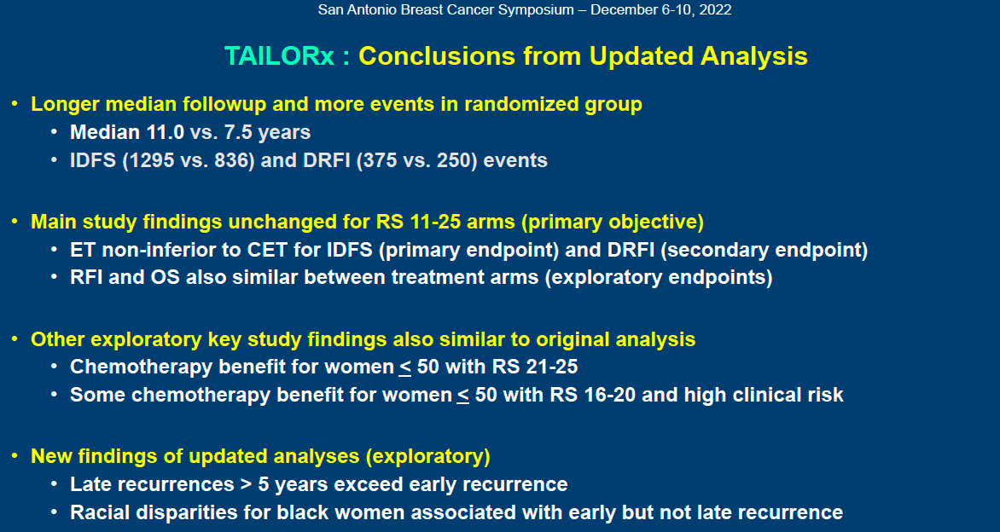 San Antonio Breast Cancer Symposium – December 6-10, 2022
TAILORx : Conclusions from Updated Analysis
• Longer median followup and more events in randomized group
• Median 11.0 vs. 7.5 years
• IDFS (1295 vs. 836) and DRFI (375 vs. 250) events
• Main study findings unchanged for RS 11-25 arms (primary objective)
• ET non-inferior to CET for IDFS (primary endpoint) and DRFI (secondary endpoint)
• RFI and OS also similar between treatment arms (exploratory endpoints)
• Other exploratory key study findings also similar to original analysis
• Chemotherapy benefit for women < 50 with RS 21-25
• Some chemotherapy benefit for women < 50 with RS 16-20 and high clinical risk
• New findings of updated analyses (exploratory)
• Late recurrences > 5 years exceed early recurrence
• Racial disparities for black women associated with early but not late recurrence